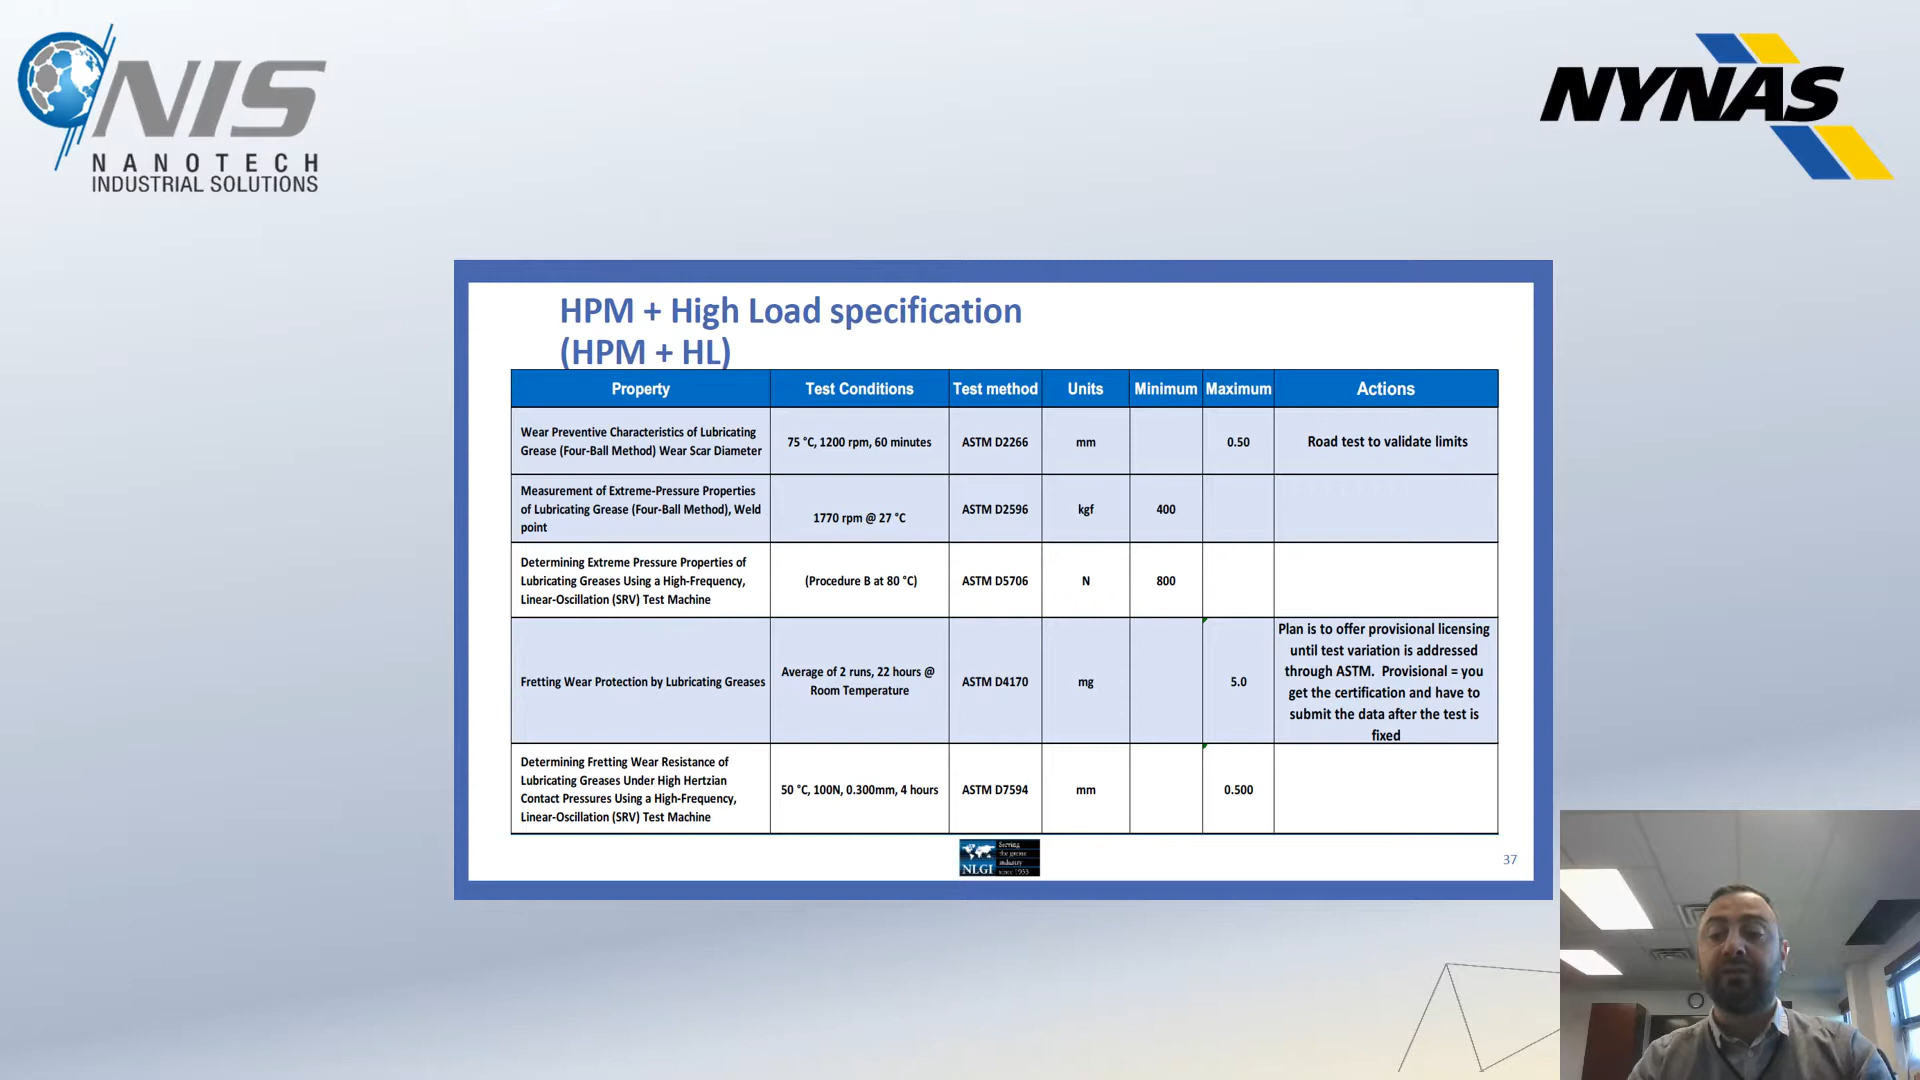 NIS
NANOTECH
INDUSTRIAL SOLUTIONS
NYNAS
HPM + High Load specification
(HPM + HL)
Property Test Conditions Test method Units Minimum Maximum Actions
Wear Preventive Characteristics of Lubricating
Grease (Four-Ball Method) Wear Scar Diameter
75 °C, 1200 rpm, 60 minutes ASTM D2266 mm 0.50 Road test to validate limits
Measurement of Extreme-Pressure Properties
of Lubricating Grease (Four-Ball Method), Weld
point
1770 rpm @ 27 °C ASTM D2596 kgf 400
Determining Extreme Pressure Properties of
Lubricating Greases Using a High-Frequency,
Linear-Oscillation (SRV) Test Machine
(Procedure B at 80 °C) ASTM D5706 N 800
Fretting Wear Protection by Lubricating Greases
Average of 2 runs, 22 hours @
Room Temperature
ASTM D4170 mg 5.0
Plan is to offer provisional licensing
until test variation is addressed
through ASTM. Provisional = you
get the certification and have to
submit the data after the test is
fixed
Determining Fretting Wear Resistance of
Lubricating Greases Under High Hertzian
Contact Pressures Using a High-Frequency,
Linear-Oscillation (SRV) Test Machine
50 °C, 100N, 0.300mm, 4 hours ASTM D7594 mm 0.500
NLGI
Serving
the grease
industry
since 1933
37